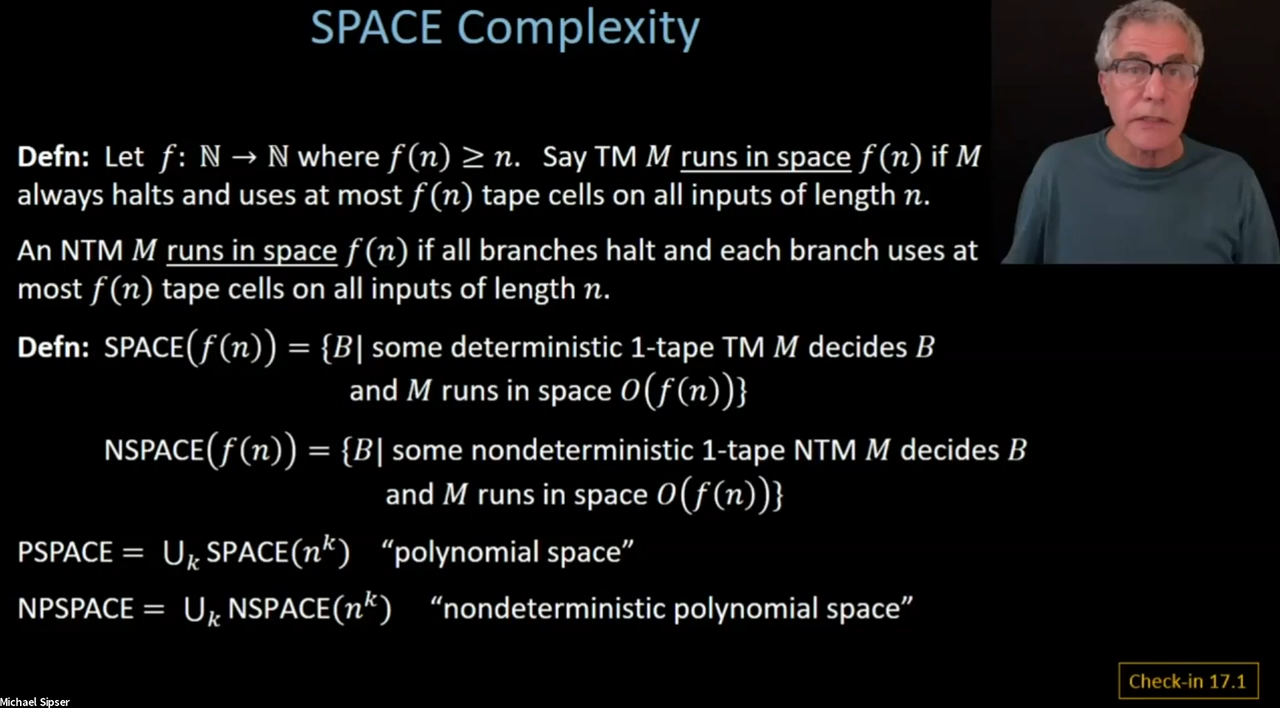 SPACE Complexity
Defn: Let f: ℕ → ℕ where f(n) ≥ n. Say TM M runs in space f(n) if M
always halts and uses at most f(n) tape cells on all inputs of length n.
An NTM M runs in space f(n) if all branches halt and each branch uses at
most f(n) tape cells on all inputs of length n.
Defn: SPACE(f(n)) = {B| some deterministic 1-tape TM M decides B
and M runs in space O(f(n))}
NSPACE(f(n)) = {B| some nondeterministic 1-tape NTM M decides B
and M runs in space O(f(n))}
PSPACE = ⋃ₖ SPACE(nᵏ) “polynomial space”
NPSPACE = ⋃ₖ NSPACE(nᵏ) “nondeterministic polynomial space”
Check-in 17.1
Michael Sipser